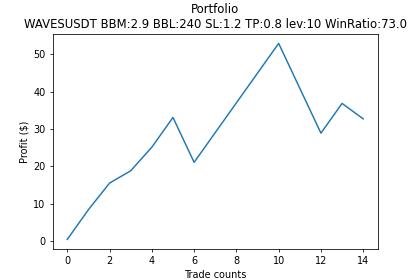 Portfolio
WAVESUSDT BBM:2.9 BBL:240 SL:1.2 TP:0.8 lev:10 WinRatio:73.0
50
40
30
20
10
0
Profit ($)
0 2 4 6 8 10 12 14
Trade counts